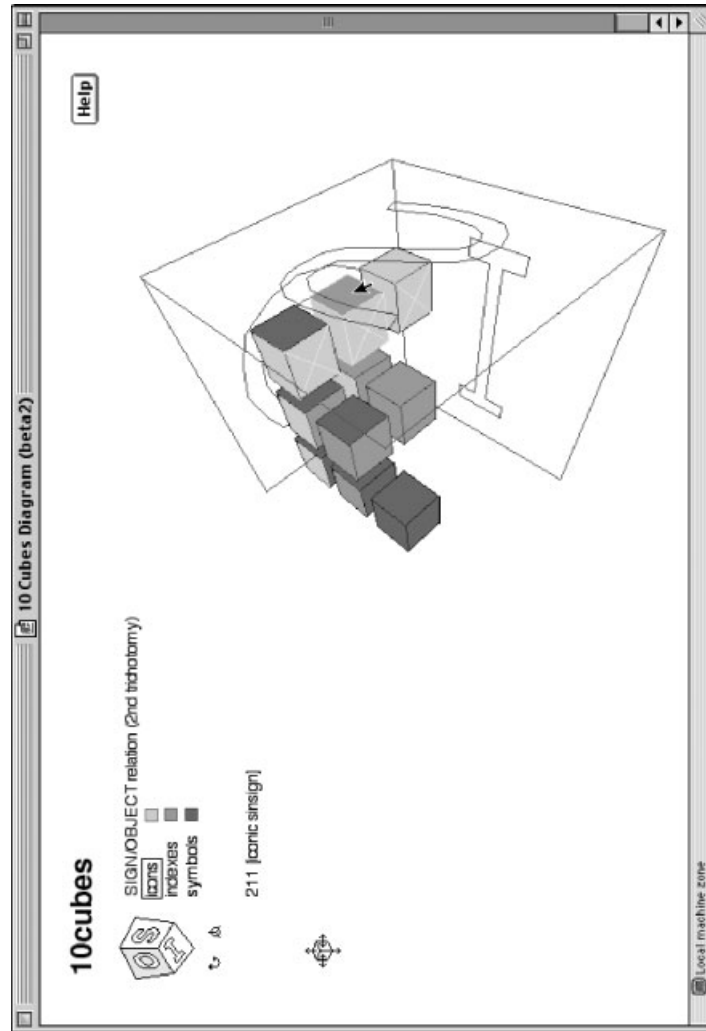 10 Cubes Diagram (beta2)
Help
10cubes
SIGN/OBJECT relation (2nd trichotomy)
icons
indexes
symbols
211 [iconic sinsign]
O S
I
I
Local machine zone